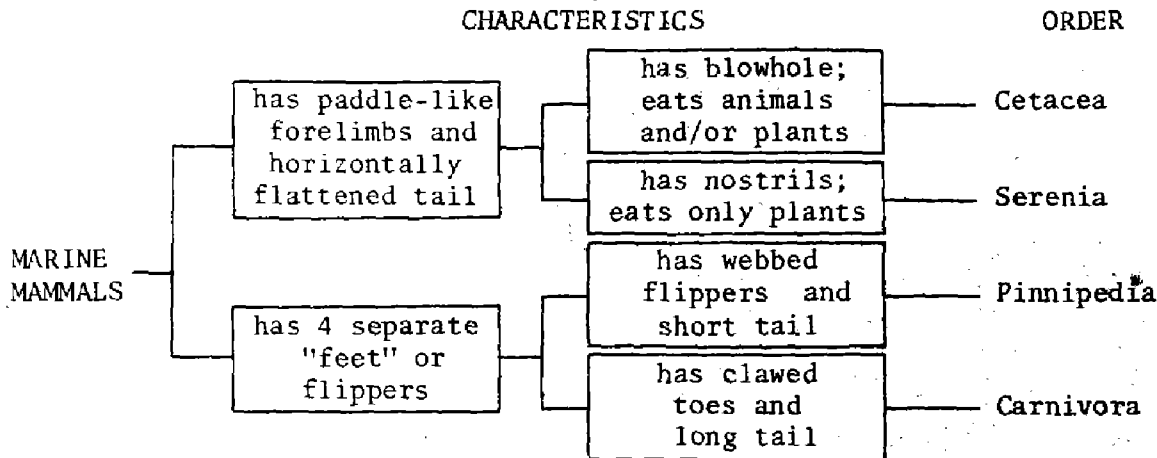 CHARACTERISTICS ORDER
has paddle-like
forelimbs and
horizontally
flattened tail
has blowhole;
eats animals
and/or plants
Cetacea
has nostrils;
eats only plants
Serenia
MARINE
MAMMALS
has 4 separate
"feet" or
flippers
has webbed
flippers and
short tail
Pinnipedia
has clawed
toes and
long tail
Carnivora